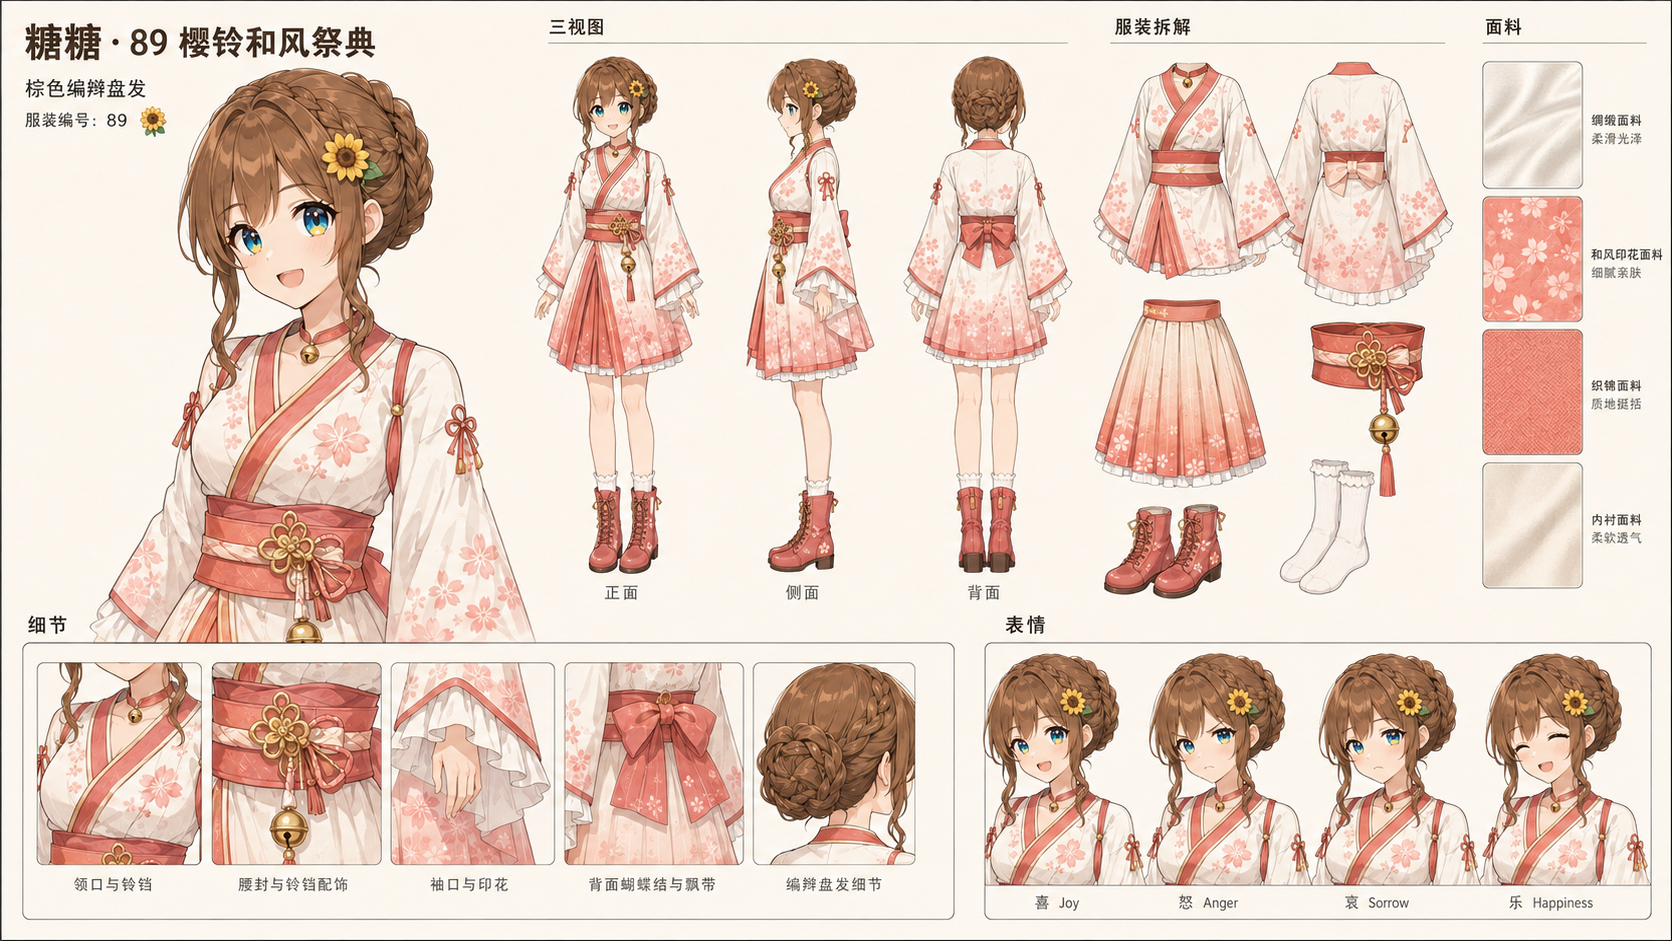 糖糖·89 樱铃和风祭典
棕色编辫盘发
服装编号：89
三视图
正面
侧面
背面
服装拆解
面料
绸缎面料
柔滑光泽
和风印花面料
细腻亲肤
织锦面料
质地挺括
内衬面料
柔软透气
细节
领口与铃铛
腰封与铃铛配饰
袖口与印花
背面蝴蝶结与飘带
编辫盘发细节
表情
喜 Joy
怒 Anger
哀 Sorrow
乐 Happiness